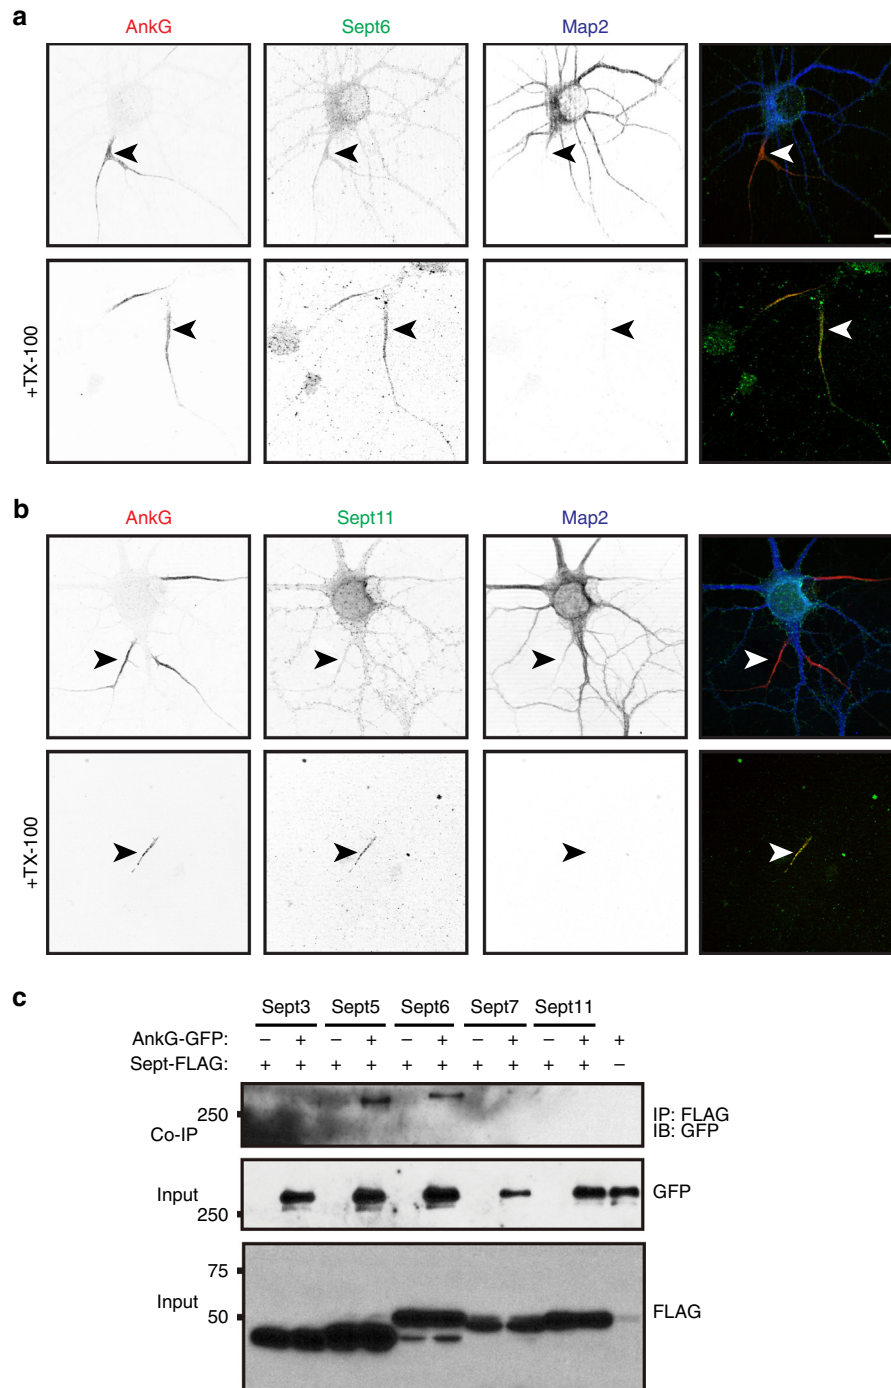 a
AnkG Sept6 Map2
+TX-100
b
AnkG Sept11 Map2
+TX-100
c
Sept3 Sept5 Sept6 Sept7 Sept11
AnkG-GFP: – + – + – + – + – + +
Sept-FLAG: + + + + + + + + + + –
250
Co-IP
IP: FLAG
IB: GFP
Input
250
GFP
75
Input
50
FLAG